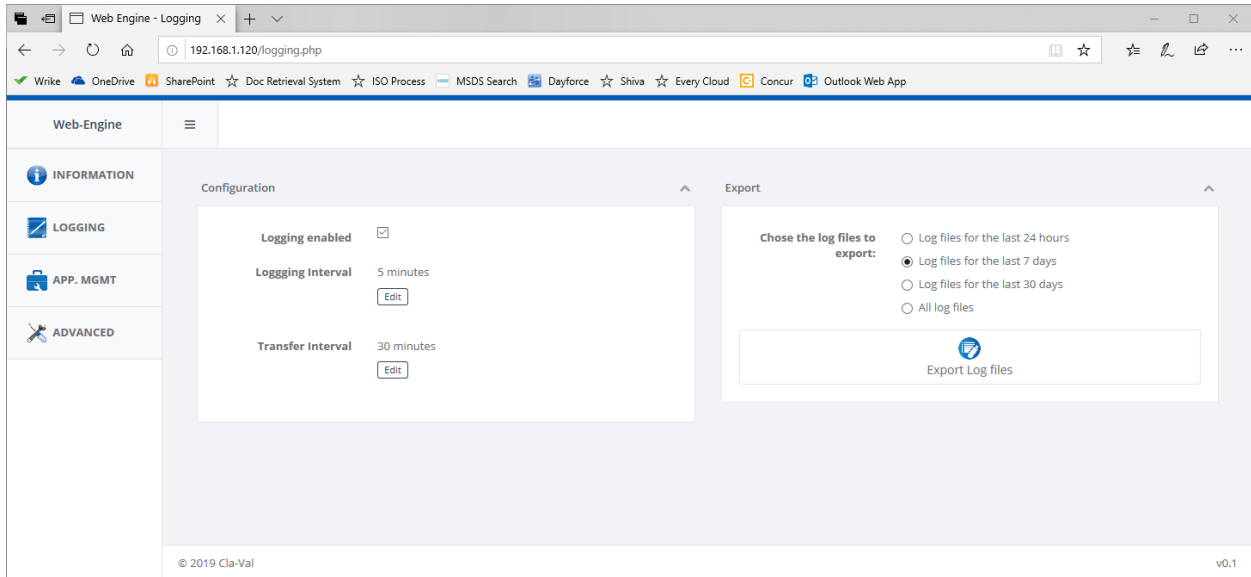 Web Engine - Logging
192.168.1.120/logging.php
Wrike OneDrive SharePoint Doc Retrieval System ISO Process MSDS Search Dayforce Shiva Every Cloud Concur Outlook Web App
Web-Engine
INFORMATION
LOGGING
APP. MGMT
ADVANCED
Configuration
Logging enabled
Loggging Interval 5 minutes
Edit
Transfer Interval 30 minutes
Edit
Export
Chose the log files to
export:
Log files for the last 24 hours
Log files for the last 7 days
Log files for the last 30 days
All log files
Export Log files
© 2019 Cla-Val v0.1